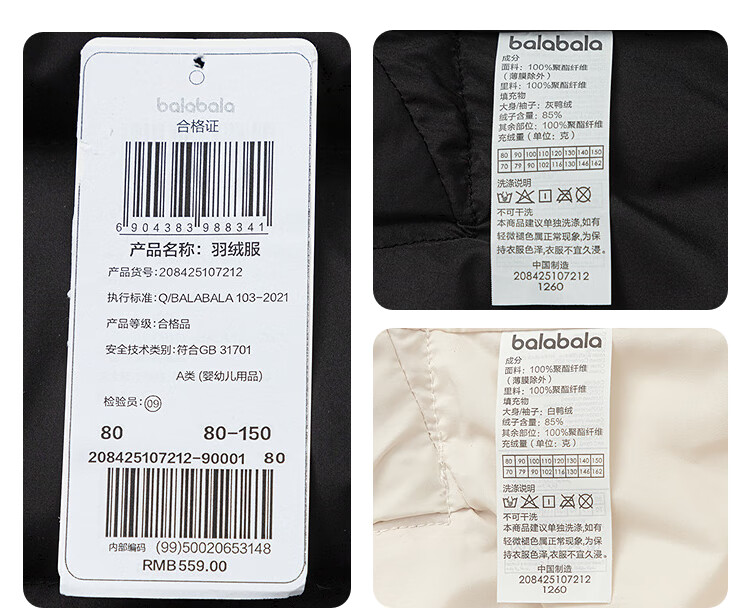 balabala
合格证
6 904383 988341
产品名称：羽绒服
产品货号：208425107212
执行标准：Q/BALABALA 103-2021
产品等级：合格品
安全技术类别：符合GB 31701
A类 (婴幼儿用品)
检验员：09
80 80-150
208425107212-90001 80
内部编码 (99)50020653148
RMB 559.00
balabala
成分
面料：100%聚酯纤维
（薄膜除外）
里料：100%聚酯纤维
填充物
大身/袖子：灰鸭绒
绒子含量：85%
其余部位：100%聚酯纤维
充绒量（单位：克）
80 90 100 110 120 130 140 150
70 79 90 102 116 130 146 162
洗涤说明
不可干洗
本商品建议单独洗涤,如有
轻微褪色属正常现象,为保
持衣服色泽,衣服不宜久浸。
中国制造
208425107212
1260
balabala
成分
面料：100%聚酯纤维
（薄膜除外）
里料：100%聚酯纤维
填充物
大身/袖子：白鸭绒
绒子含量：85%
其余部位：100%聚酯纤维
充绒量（单位：克）
80 90 100 110 120 130 140 150
70 79 90 102 116 130 146 162
洗涤说明
不可干洗
本商品建议单独洗涤,如有
轻微褪色属正常现象,为保
持衣服色泽,衣服不宜久浸。
中国制造
208425107212
1260